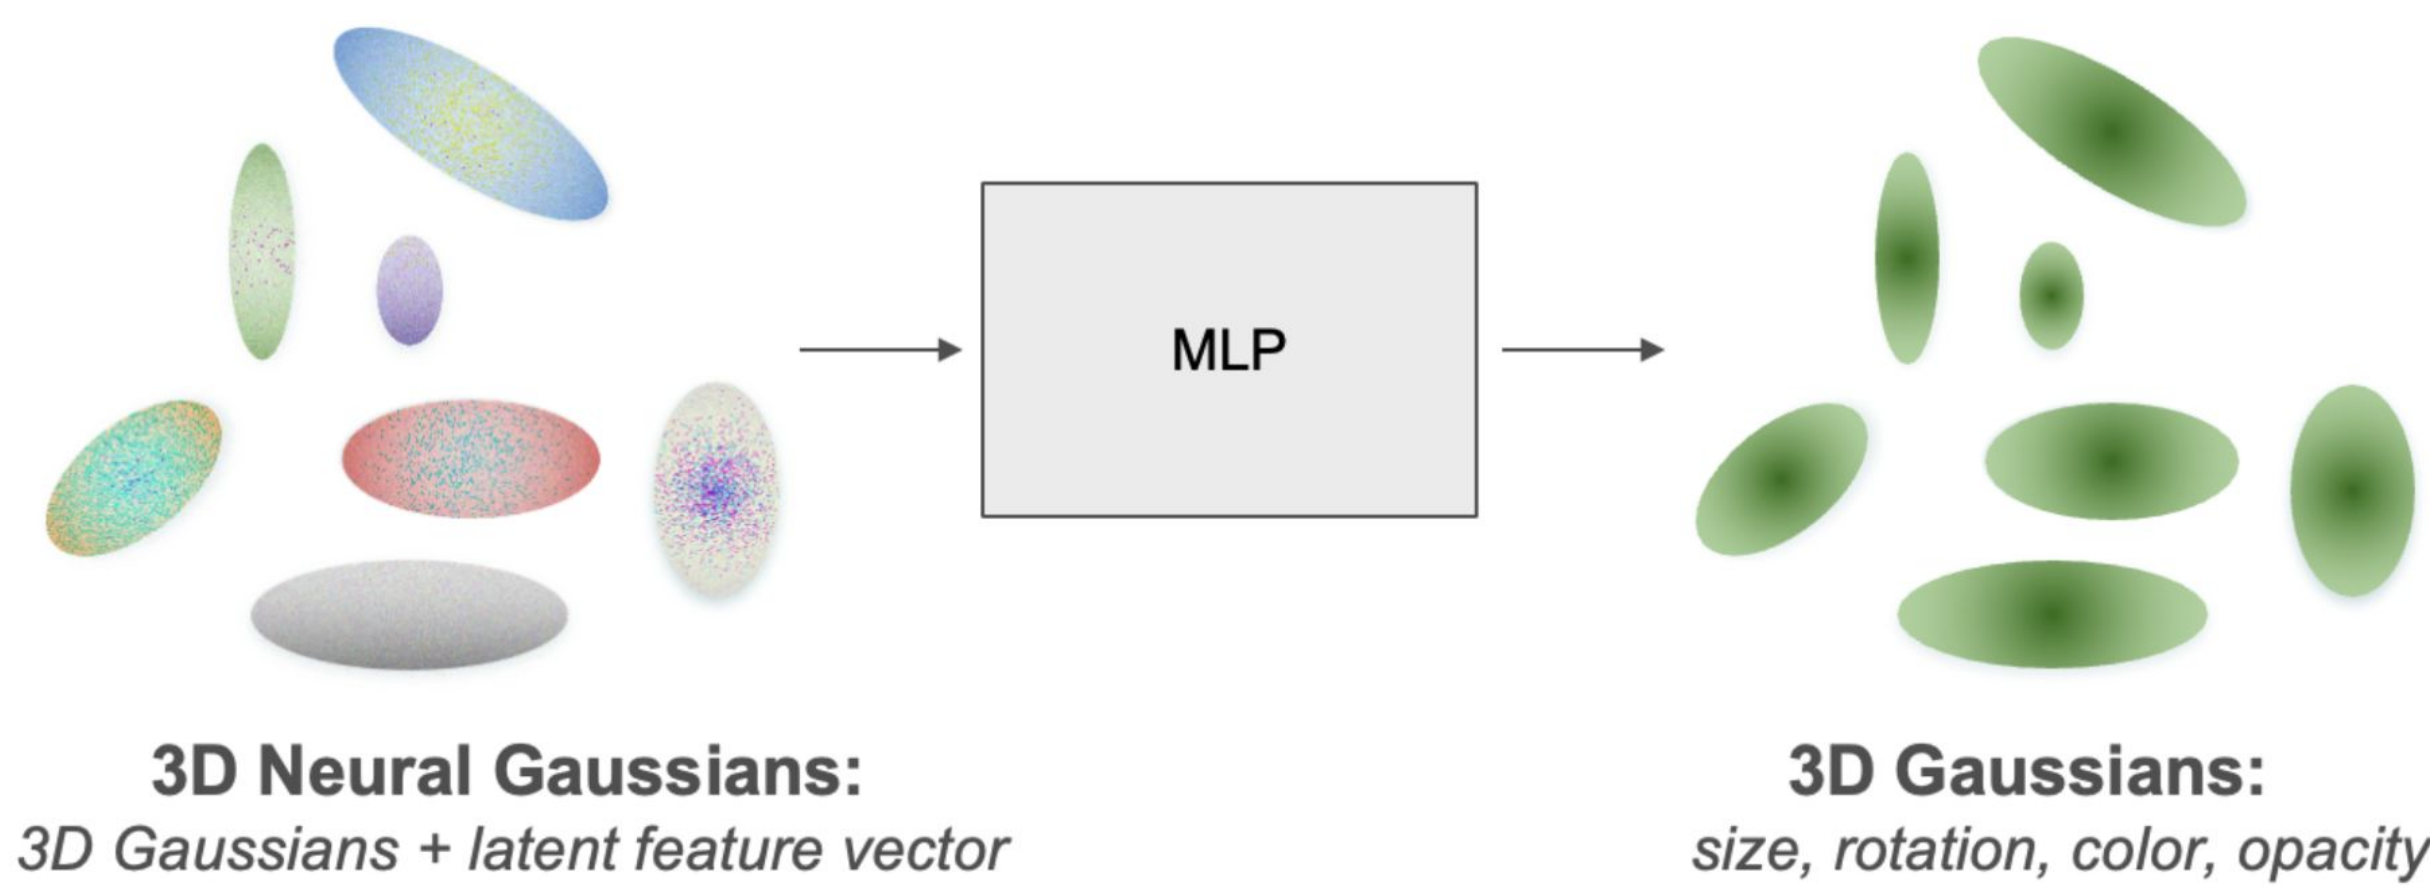 MLP
3D Neural Gaussians:
3D Gaussians + latent feature vector
3D Gaussians:
size, rotation, color, opacity